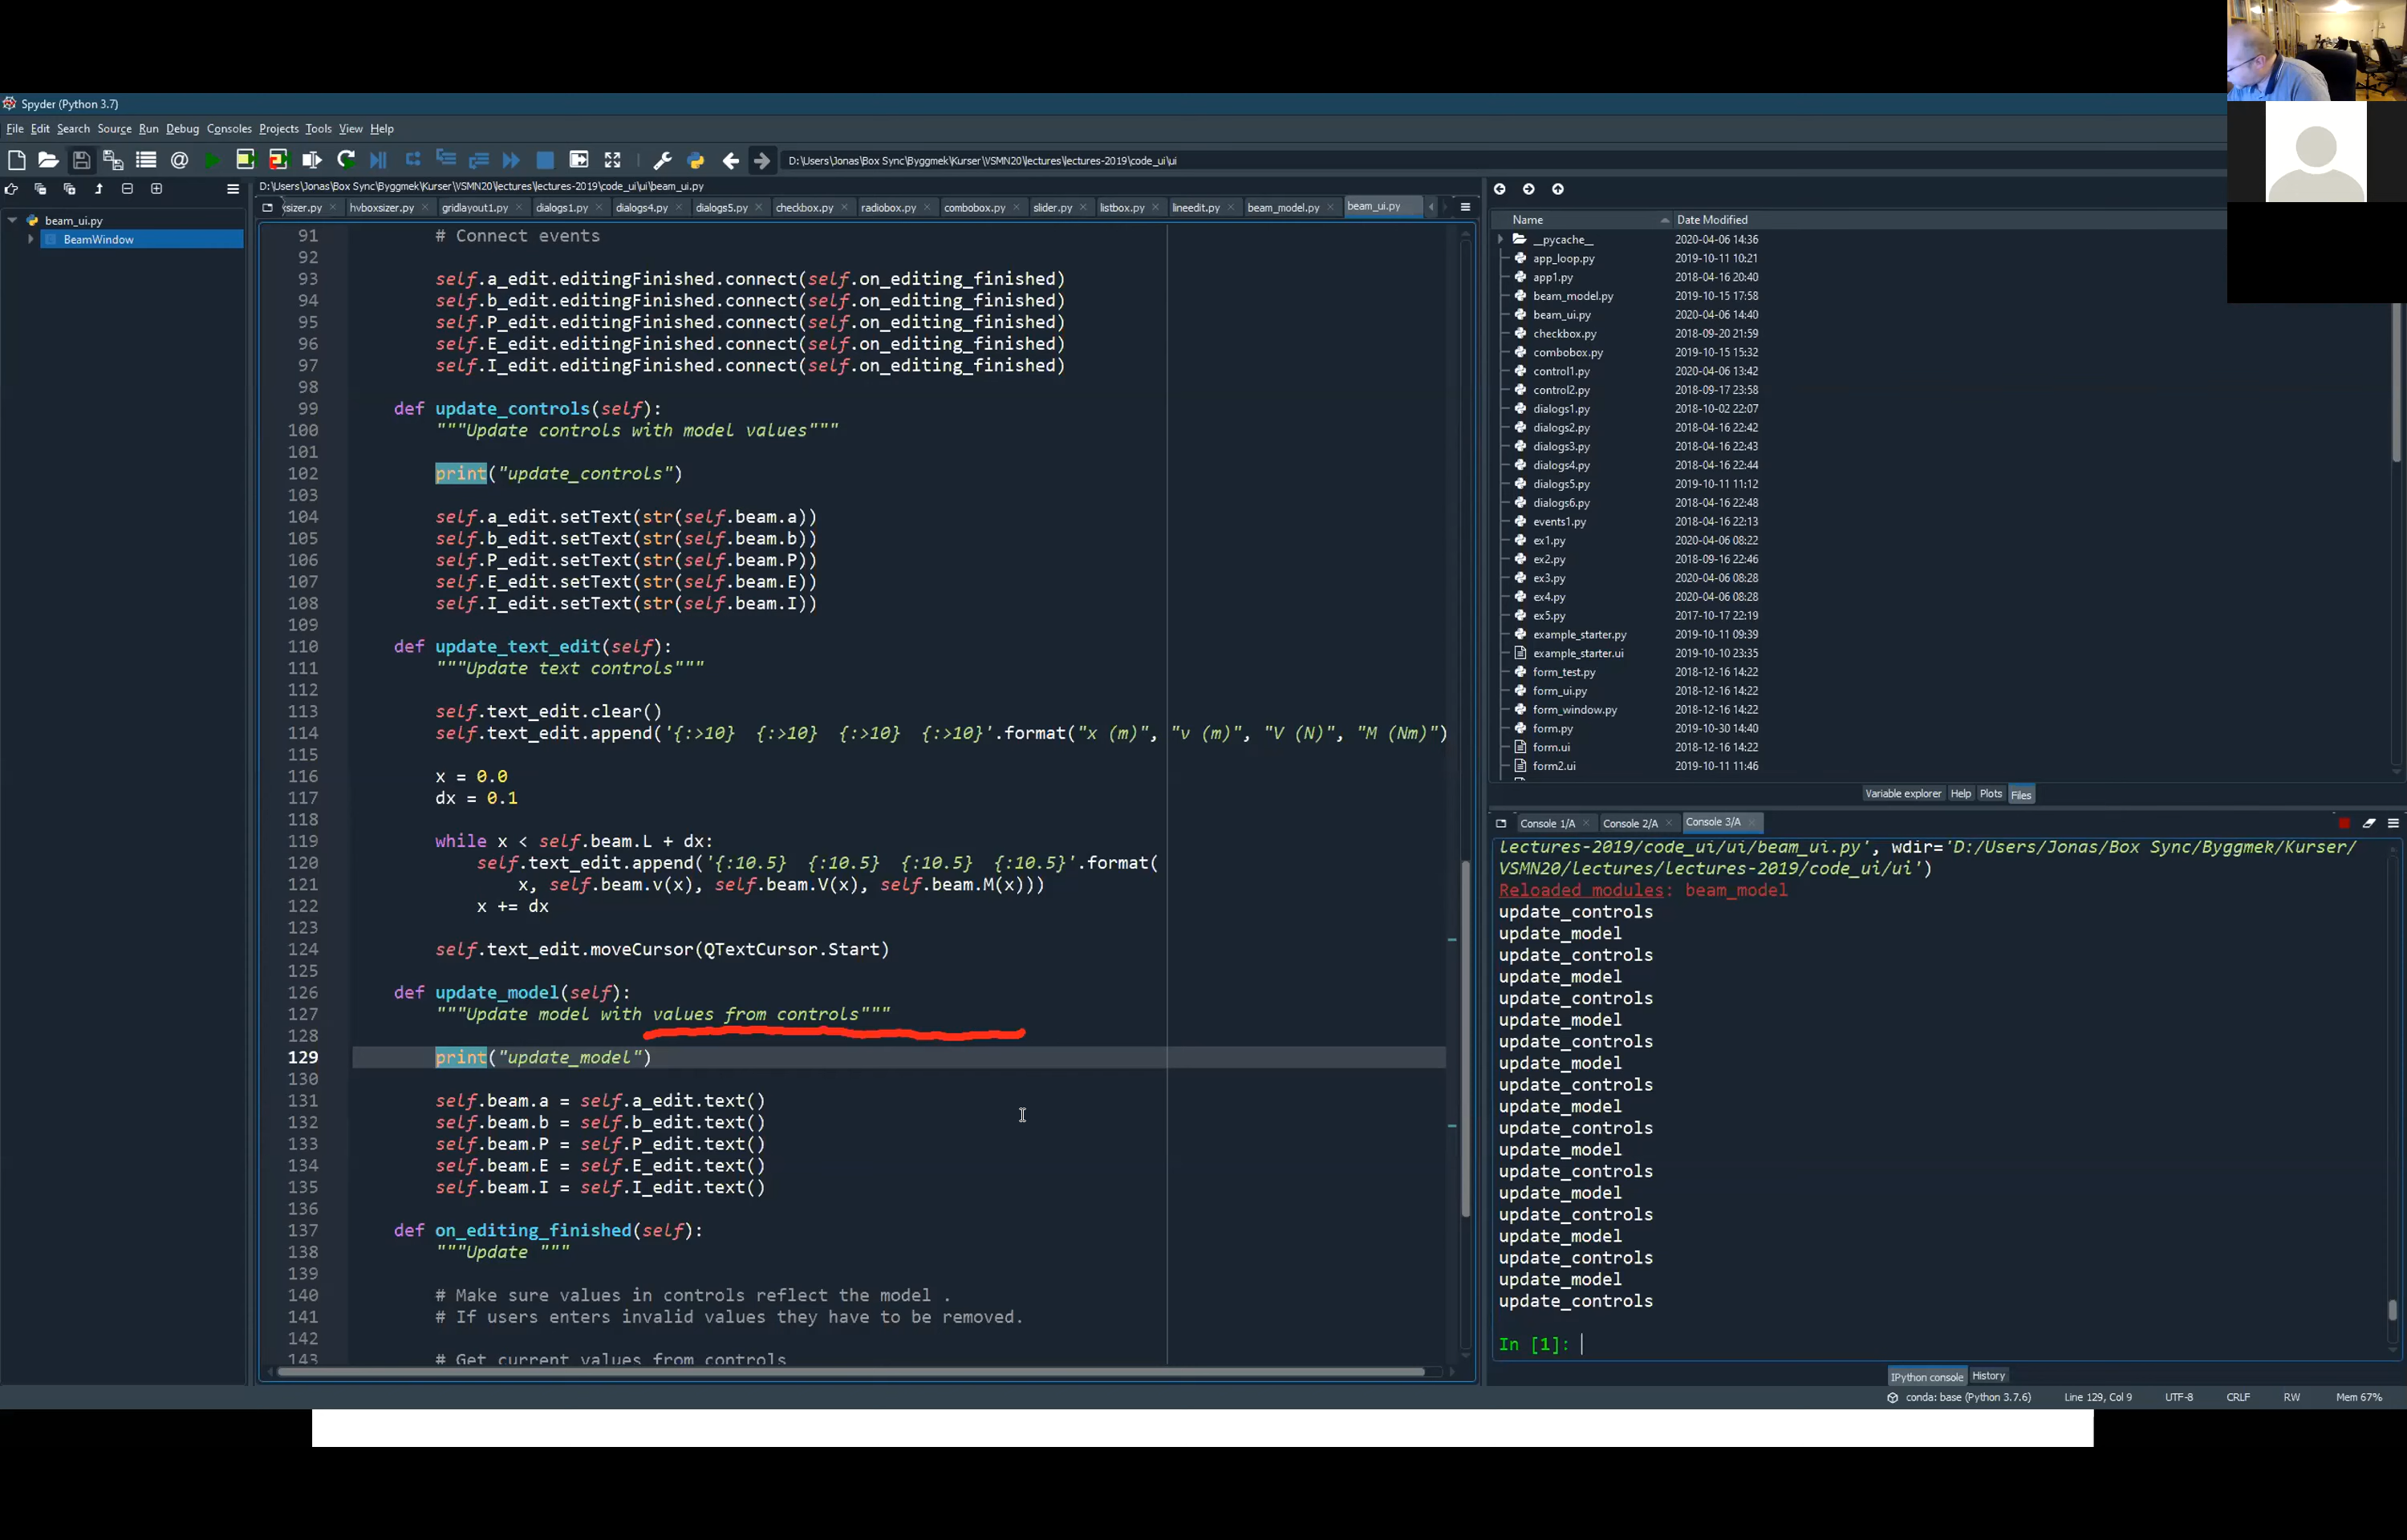 Spyder (Python 3.7)
File Edit Search Source Run Debug Consoles Projects Tools View Help
D:\Users\Jonas\Box Sync\Byggmek\Kurser\VSMN20\lectures\lectures-2019\code_ui\ui
D:\Users\Jonas\Box Sync\Byggmek\Kurser\VSMN20\lectures\lectures-2019\code_ui\ui\beam_ui.py
sizer.py hvboxsizer.py gridlayout1.py dialogs1.py dialogs4.py dialogs5.py checkbox.py radiobox.py combobox.py slider.py listbox.py lineedit.py beam_model.py beam_ui.py
beam_ui.py
BeamWindow
91 # Connect events
92
93 self.a_edit.editingFinished.connect(self.on_editing_finished)
94 self.b_edit.editingFinished.connect(self.on_editing_finished)
95 self.P_edit.editingFinished.connect(self.on_editing_finished)
96 self.E_edit.editingFinished.connect(self.on_editing_finished)
97 self.I_edit.editingFinished.connect(self.on_editing_finished)
98
99 def update_controls(self):
100 """Update controls with model values"""
101
102 print("update_controls")
103
104 self.a_edit.setText(str(self.beam.a))
105 self.b_edit.setText(str(self.beam.b))
106 self.P_edit.setText(str(self.beam.P))
107 self.E_edit.setText(str(self.beam.E))
108 self.I_edit.setText(str(self.beam.I))
109
110 def update_text_edit(self):
111 """Update text controls"""
112
113 self.text_edit.clear()
114 self.text_edit.append('{:>10} {:>10} {:>10} {:>10}'.format("x (m)", "v (m)", "V (N)", "M (Nm)")
115
116 x = 0.0
117 dx = 0.1
118
119 while x < self.beam.L + dx:
120 self.text_edit.append('{:10.5} {:10.5} {:10.5} {:10.5}'.format(
121 x, self.beam.v(x), self.beam.V(x), self.beam.M(x)))
122 x += dx
123
124 self.text_edit.moveCursor(QTextCursor.Start)
125
126 def update_model(self):
127 """Update model with values from controls"""
128
129 print("update_model")
130
131 self.beam.a = self.a_edit.text()
132 self.beam.b = self.b_edit.text()
133 self.beam.P = self.P_edit.text()
134 self.beam.E = self.E_edit.text()
135 self.beam.I = self.I_edit.text()
136
137 def on_editing_finished(self):
138 """Update """
139
140 # Make sure values in controls reflect the model .
141 # If users enters invalid values they have to be removed.
142
143 # Get current values from controls
Name Date Modified
__pycache__ 2020-04-06 14:36
app_loop.py 2019-10-11 10:21
app1.py 2018-04-16 20:40
beam_model.py 2019-10-15 17:58
beam_ui.py 2020-04-06 14:40
checkbox.py 2018-09-20 21:59
combobox.py 2019-10-15 15:32
control1.py 2020-04-06 13:42
control2.py 2018-09-17 23:58
dialogs1.py 2018-10-02 22:07
dialogs2.py 2018-04-16 22:42
dialogs3.py 2018-04-16 22:43
dialogs4.py 2018-04-16 22:44
dialogs5.py 2019-10-11 11:12
dialogs6.py 2018-04-16 22:48
events1.py 2018-04-16 22:13
ex1.py 2020-04-06 08:22
ex2.py 2018-09-16 22:46
ex3.py 2020-04-06 08:28
ex4.py 2020-04-06 08:28
ex5.py 2017-10-17 22:19
example_starter.py 2019-10-11 09:39
example_starter.ui 2019-10-10 23:35
form_test.py 2018-12-16 14:22
form_ui.py 2018-12-16 14:22
form_window.py 2018-12-16 14:22
form.py 2019-10-30 14:40
form.ui 2018-12-16 14:22
form2.ui 2019-10-11 11:46
Variable explorer Help Plots Files
Console 1/A Console 2/A Console 3/A
lectures-2019/code_ui/ui/beam_ui.py', wdir='D:/Users/Jonas/Box Sync/Byggmek/Kurser/
VSMN20/lectures/lectures-2019/code_ui/ui')
Reloaded modules: beam_model
update_controls
update_model
update_controls
update_model
update_controls
update_model
update_controls
update_model
update_controls
update_model
update_controls
update_model
update_controls
update_model
update_controls
update_model
update_controls
update_model
update_controls
In [1]:
IPython console History
conda: base (Python 3.7.6) Line 129, Col 9 UTF-8 CRLF RW Mem 67%